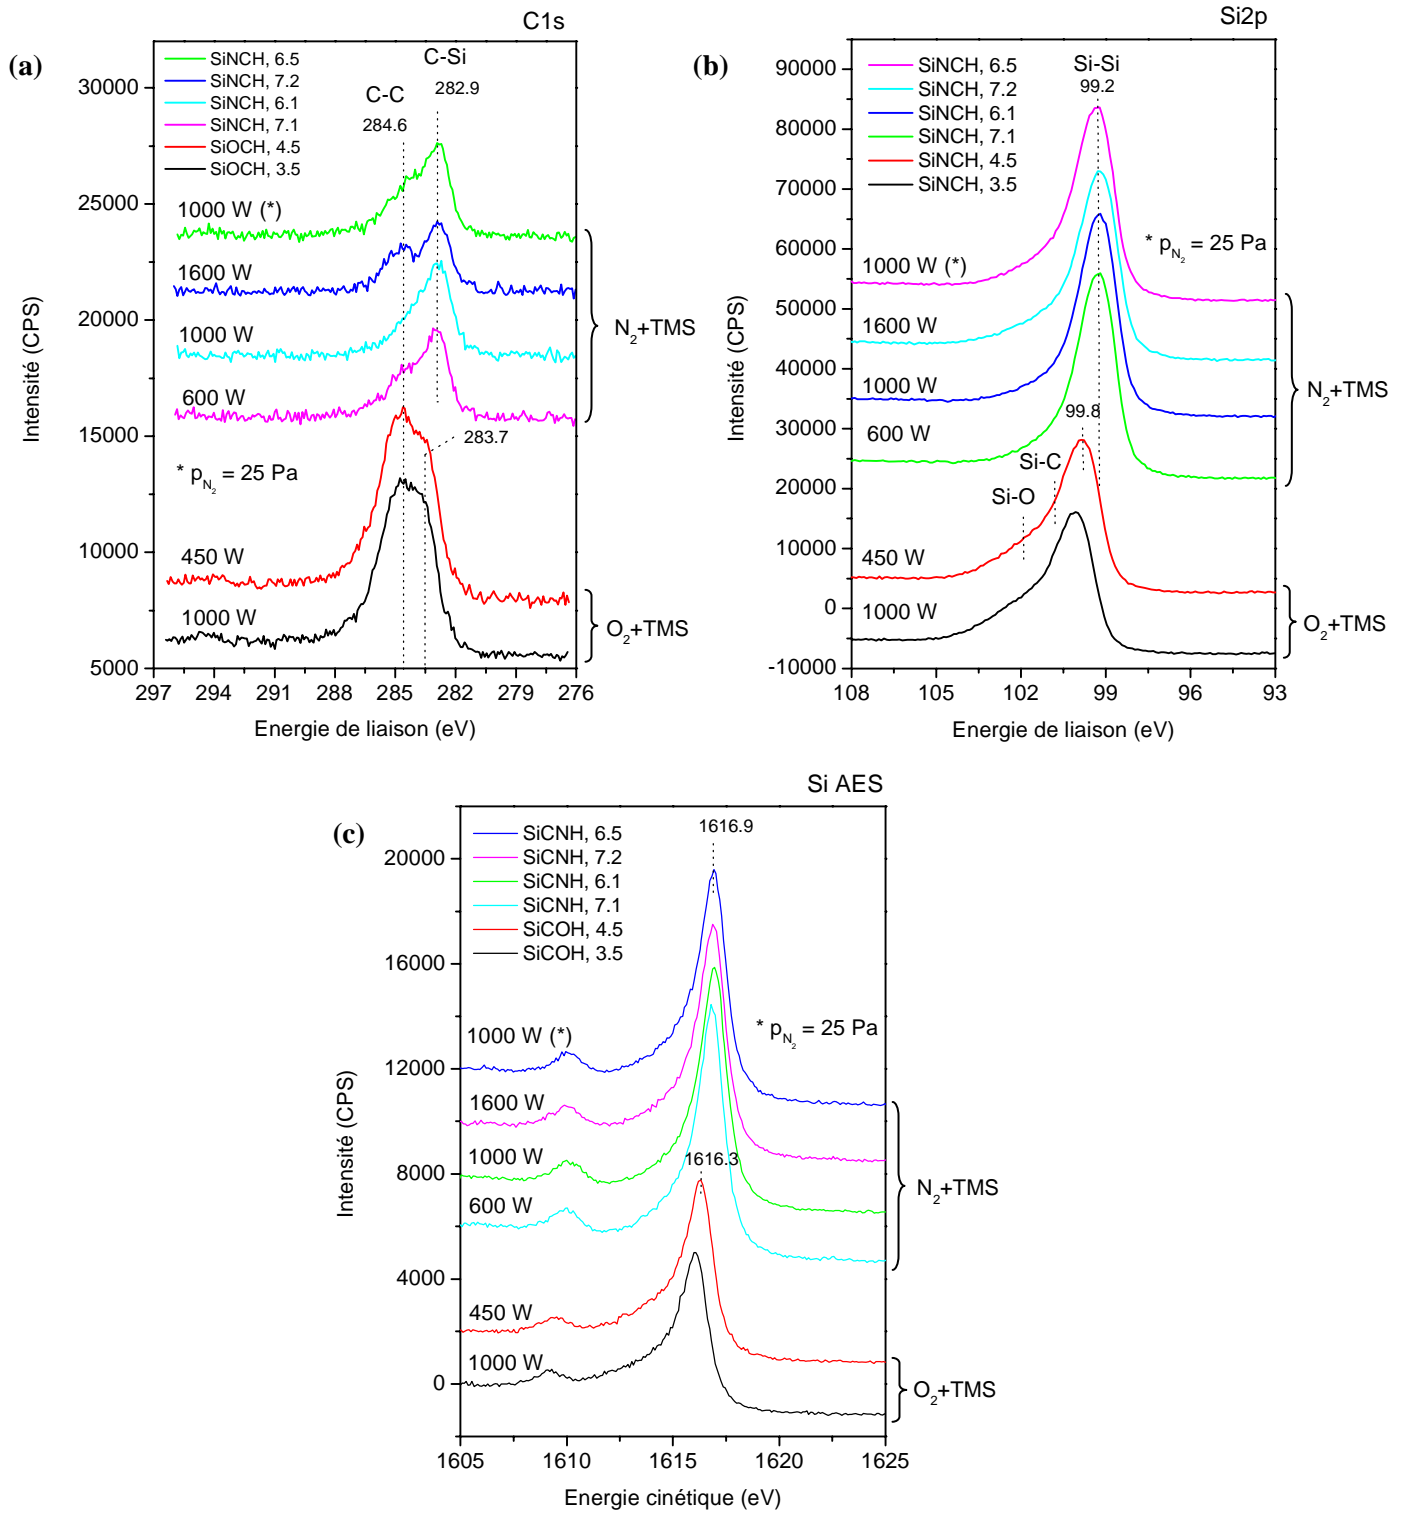 C1s
(a)
SiNCH, 6.5
SiNCH, 7.2
SiNCH, 6.1
SiNCH, 7.1
SiOCH, 4.5
SiOCH, 3.5
C-Si
282.9
C-C
284.6
1000 W (*)
1600 W
1000 W
600 W
283.7
* pN₂ = 25 Pa
450 W
1000 W
N₂+TMS
O₂+TMS
30000
25000
20000
15000
10000
5000
297 294 291 288 285 282 279 276
Intensité (CPS)
Energie de liaison (eV)
Si2p
(b)
SiNCH, 6.5
SiNCH, 7.2
SiNCH, 6.1
SiNCH, 7.1
SiNCH, 4.5
SiNCH, 3.5
Si-Si
99.2
* pN₂ = 25 Pa
1000 W (*)
1600 W
1000 W
600 W
99.8
Si-C
Si-O
450 W
1000 W
N₂+TMS
O₂+TMS
90000
80000
70000
60000
50000
40000
30000
20000
10000
0
-10000
108 105 102 99 96 93
Intensité (CPS)
Energie de liaison (eV)
Si AES
(c)
SiCNH, 6.5
SiCNH, 7.2
SiCNH, 6.1
SiCNH, 7.1
SiCOH, 4.5
SiCOH, 3.5
1616.9
* pN₂ = 25 Pa
1000 W (*)
1600 W
1000 W
1616.3
600 W
450 W
1000 W
N₂+TMS
O₂+TMS
20000
16000
12000
8000
4000
0
1605 1610 1615 1620 1625
Intensité (CPS)
Energie cinétique (eV)